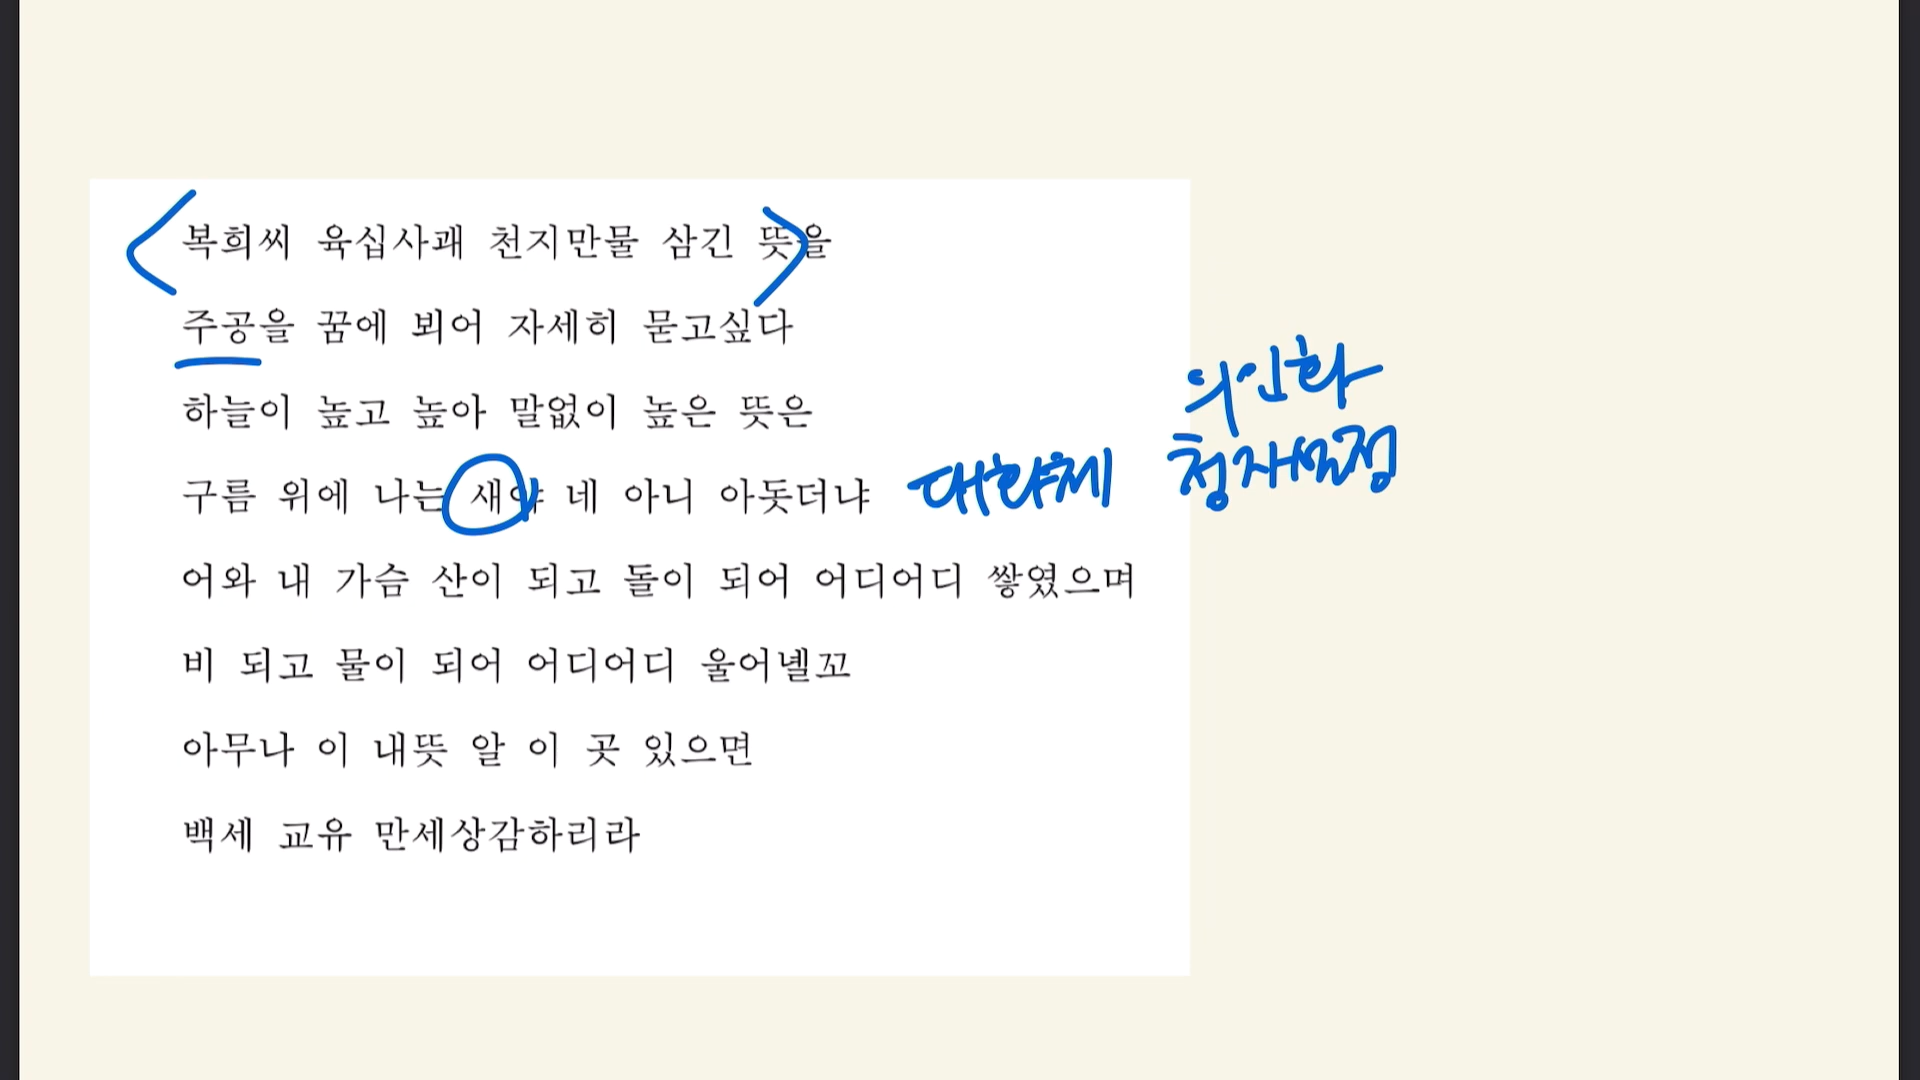 복희씨 육십사괘 천지만물 삼긴 뜻을
주공을 꿈에 뵈어 자세히 묻고싶다
하늘이 높고 높아 말없이 높은 뜻은
구름 위에 나는 새야 네 아니 아돗더냐 대화체
의인화
청자설정
어와 내 가슴 산이 되고 돌이 되어 어디어디 쌓였으며
비 되고 물이 되어 어디어디 울어녤꼬
아무나 이 내뜻 알 이 곳 있으면
백세 교유 만세상감하리라